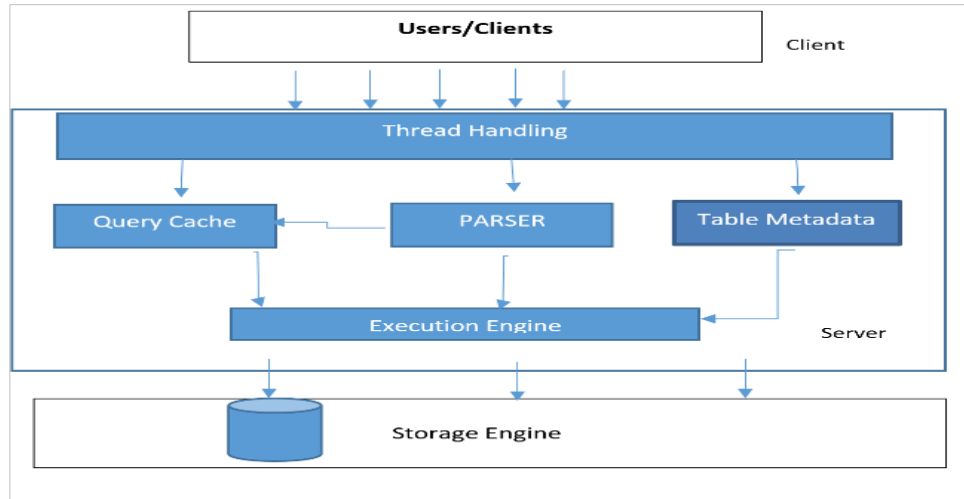 Users/Clients
Client
Thread Handling
Query Cache
PARSER
Table Metadata
Execution Engine
Server
Storage Engine